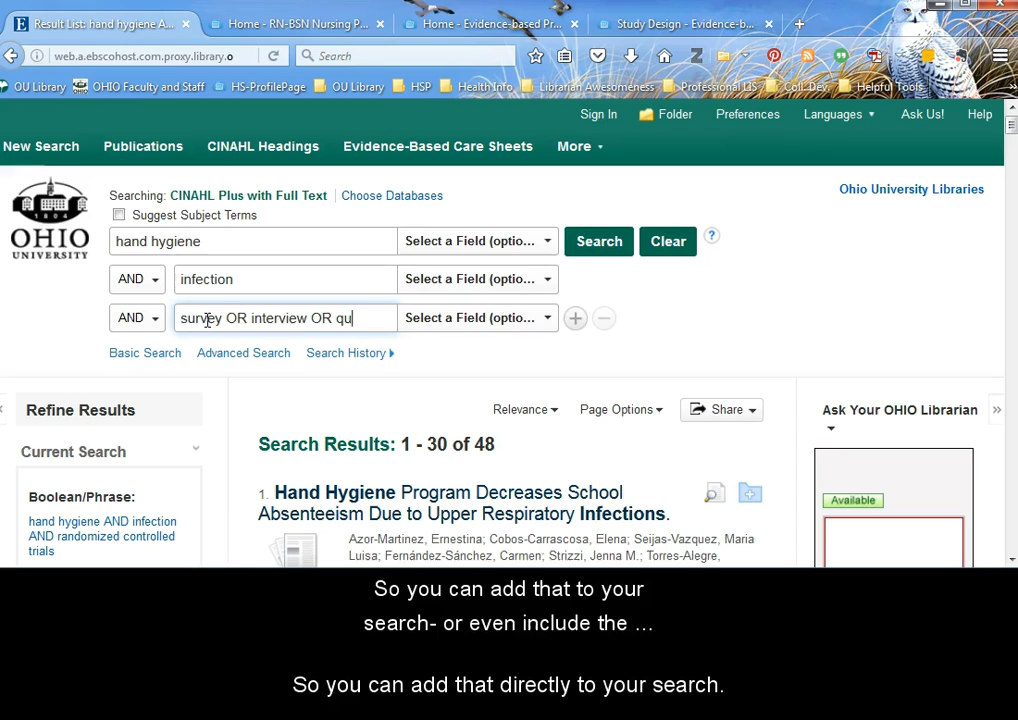 Result List: hand hygiene A...
Home - RN-BSN Nursing P...
Home - Evidence-based Pr...
Study Design - Evidence-b...
web.a.ebscohost.com.proxy.library.o
Search
OU Library
OHIO Faculty and Staff
HS-ProfilePage
OU Library
HSP
Health Info
Librarian Awesomeness
Professional LIS
Coll. Dev.
Helpful Tools
Sign In
Folder
Preferences
Languages
Ask Us!
Help
New Search
Publications
CINAHL Headings
Evidence-Based Care Sheets
More
OHIO
UNIVERSITY
Searching: CINAHL Plus with Full Text
Choose Databases
Ohio University Libraries
Suggest Subject Terms
hand hygiene
Select a Field (optio...
Search
Clear
?
AND
infection
Select a Field (optio...
AND
survey OR interview OR qu
Select a Field (optio...
Basic Search
Advanced Search
Search History
Refine Results
Current Search
Boolean/Phrase:
hand hygiene AND infection
AND randomized controlled
trials
Relevance
Page Options
Share
Search Results: 1 - 30 of 48
1. Hand Hygiene Program Decreases School
Absenteeism Due to Upper Respiratory Infections.
Azor-Martinez, Ernestina; Cobos-Carrascosa, Elena; Seijas-Vazquez, Maria
Luisa; Fernández-Sánchez, Carmen; Strizzi, Jenna M.; Torres-Alegre,
Ask Your OHIO Librarian
Available
So you can add that to your
search- or even include the ...
So you can add that directly to your search.